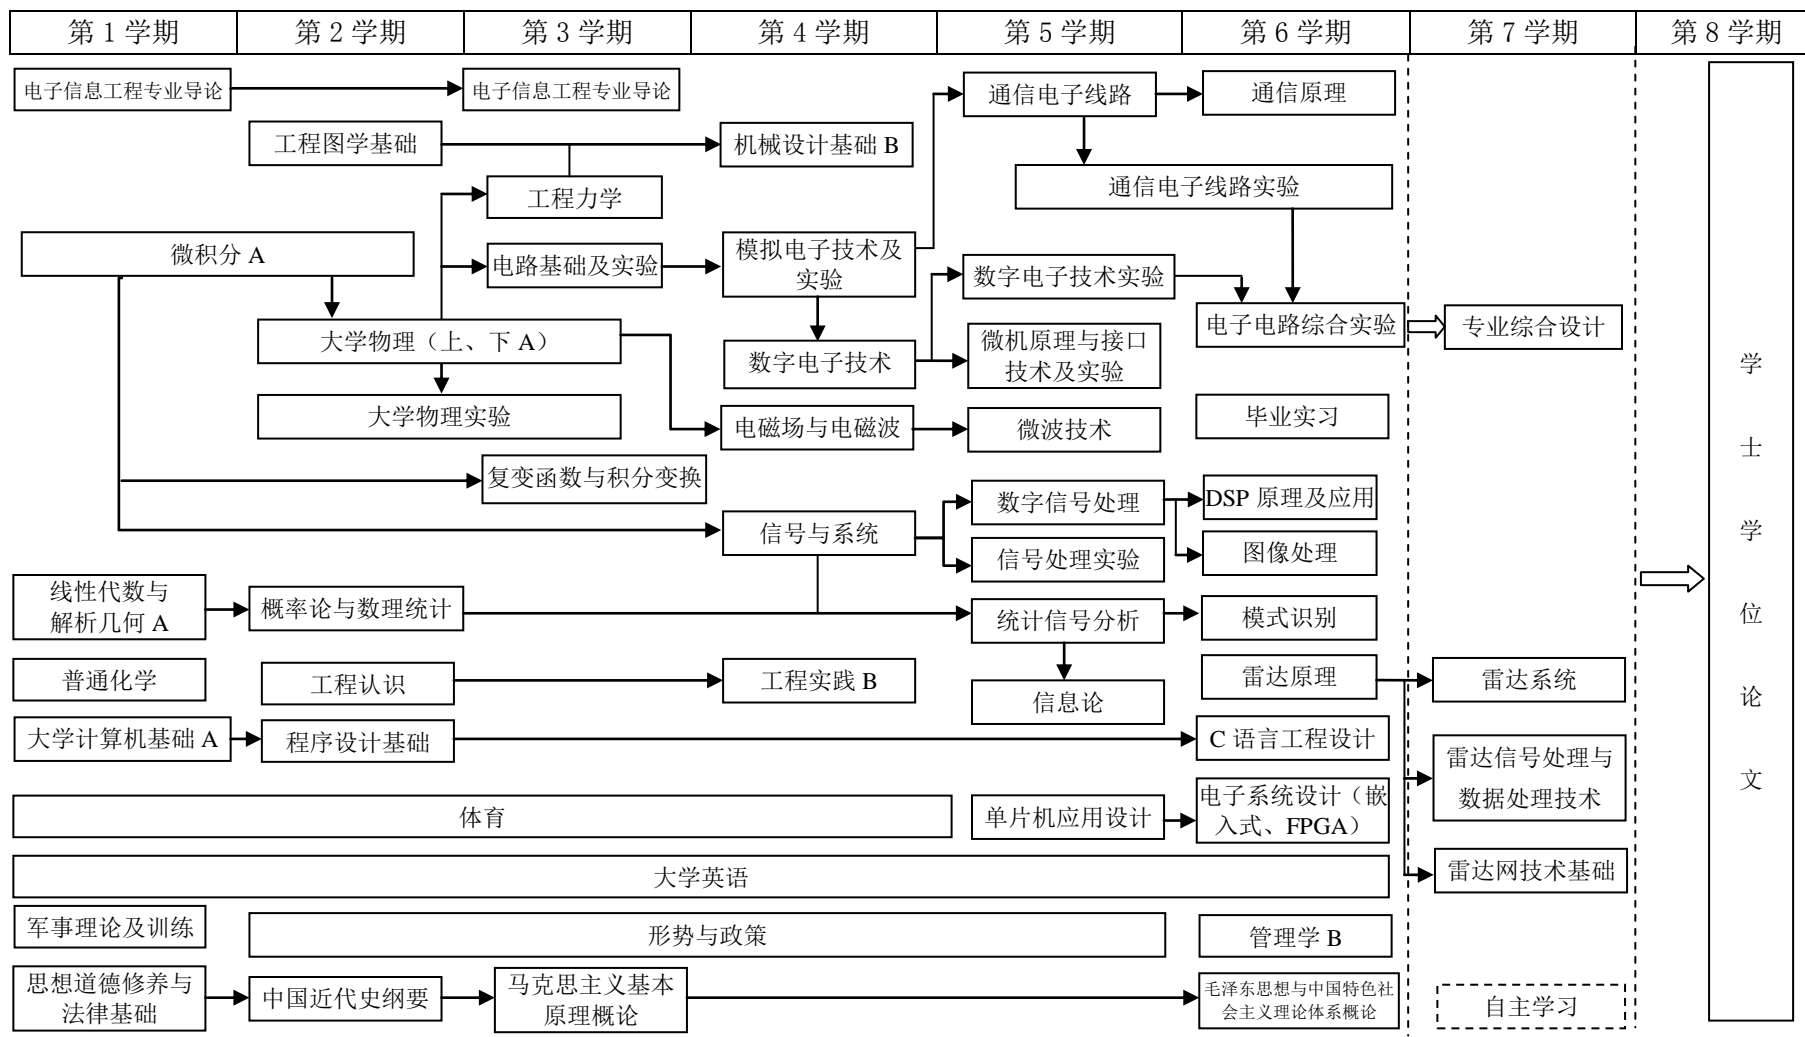 第 1 学期
第 2 学期
第 3 学期
第 4 学期
第 5 学期
第 6 学期
第 7 学期
第 8 学期
电子信息工程专业导论
电子信息工程专业导论
通信电子线路
通信原理
工程图学基础
机械设计基础 B
工程力学
通信电子线路实验
微积分 A
电路基础及实验
模拟电子技术及
实验
数字电子技术实验
大学物理（上、下 A）
数字电子技术
微机原理与接口
技术及实验
电子电路综合实验
专业综合设计
大学物理实验
电磁场与电磁波
微波技术
毕业实习
复变函数与积分变换
信号与系统
数字信号处理
DSP 原理及应用
信号处理实验
图像处理
线性代数与
解析几何 A
概率论与数理统计
统计信号分析
模式识别
普通化学
工程认识
工程实践 B
信息论
雷达原理
雷达系统
大学计算机基础 A
程序设计基础
C 语言工程设计
雷达信号处理与
数据处理技术
体育
单片机应用设计
电子系统设计（嵌
入式、FPGA）
大学英语
雷达网技术基础
军事理论及训练
形势与政策
管理学 B
思想道德修养与
法律基础
中国近代史纲要
马克思主义基本
原理概论
毛泽东思想与中国特色社
会主义理论体系概论
自主学习
学
士
学
位
论
文